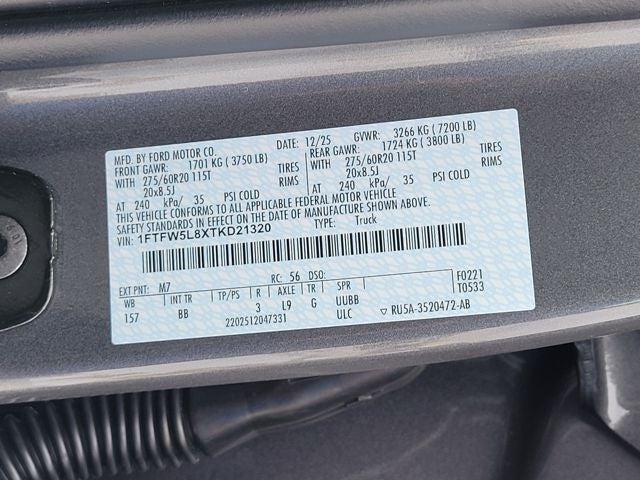 MFD. BY FORD MOTOR CO. DATE: 12/25 GVWR: 3266 KG ( 7200 LB)
FRONT GAWR: 1701 KG ( 3750 LB) REAR GAWR: 1724 KG ( 3800 LB)
WITH 275/60R20 115T TIRES WITH 275/60R20 115T TIRES
20x8.5J RIMS 20x8.5J RIMS
AT 240 kPa/ 35 PSI COLD AT 240 kPa/ 35 PSI COLD
THIS VEHICLE CONFORMS TO ALL APPLICABLE FEDERAL MOTOR VEHICLE
SAFETY STANDARDS IN EFFECT ON THE DATE OF MANUFACTURE SHOWN ABOVE.
VIN: 1FTFW5L8XTKD21320 TYPE: Truck
EXT PNT: M7 RC: 56 DSO: F0221
WB INT TR TP/PS R AXLE TR SPR T0533
157 BB 3 L9 G UUBB
2202512047331 ULC ▽ RU5A-3520472-AB